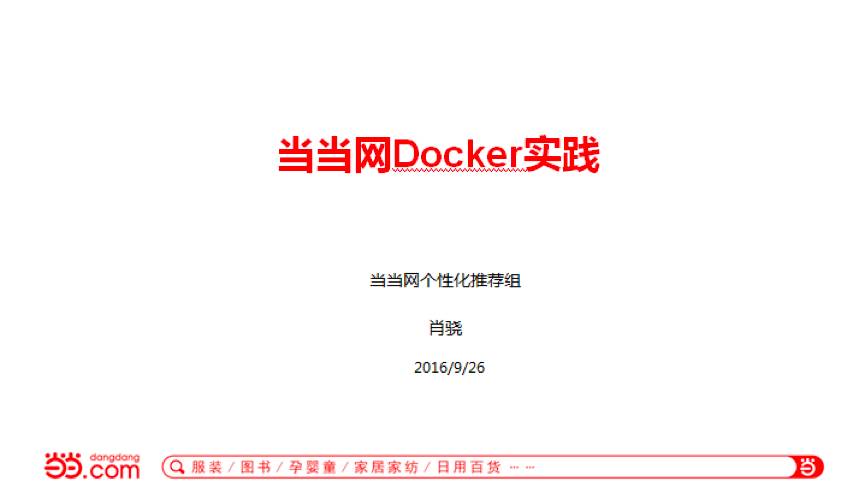 当当网Docker实践
当当网个性化推荐组
肖骁
2016/9/26
当当 dangdang
.com
服装 / 图书 / 孕婴童 / 家居家纺 / 日用百货 ⋯ ⋯
当